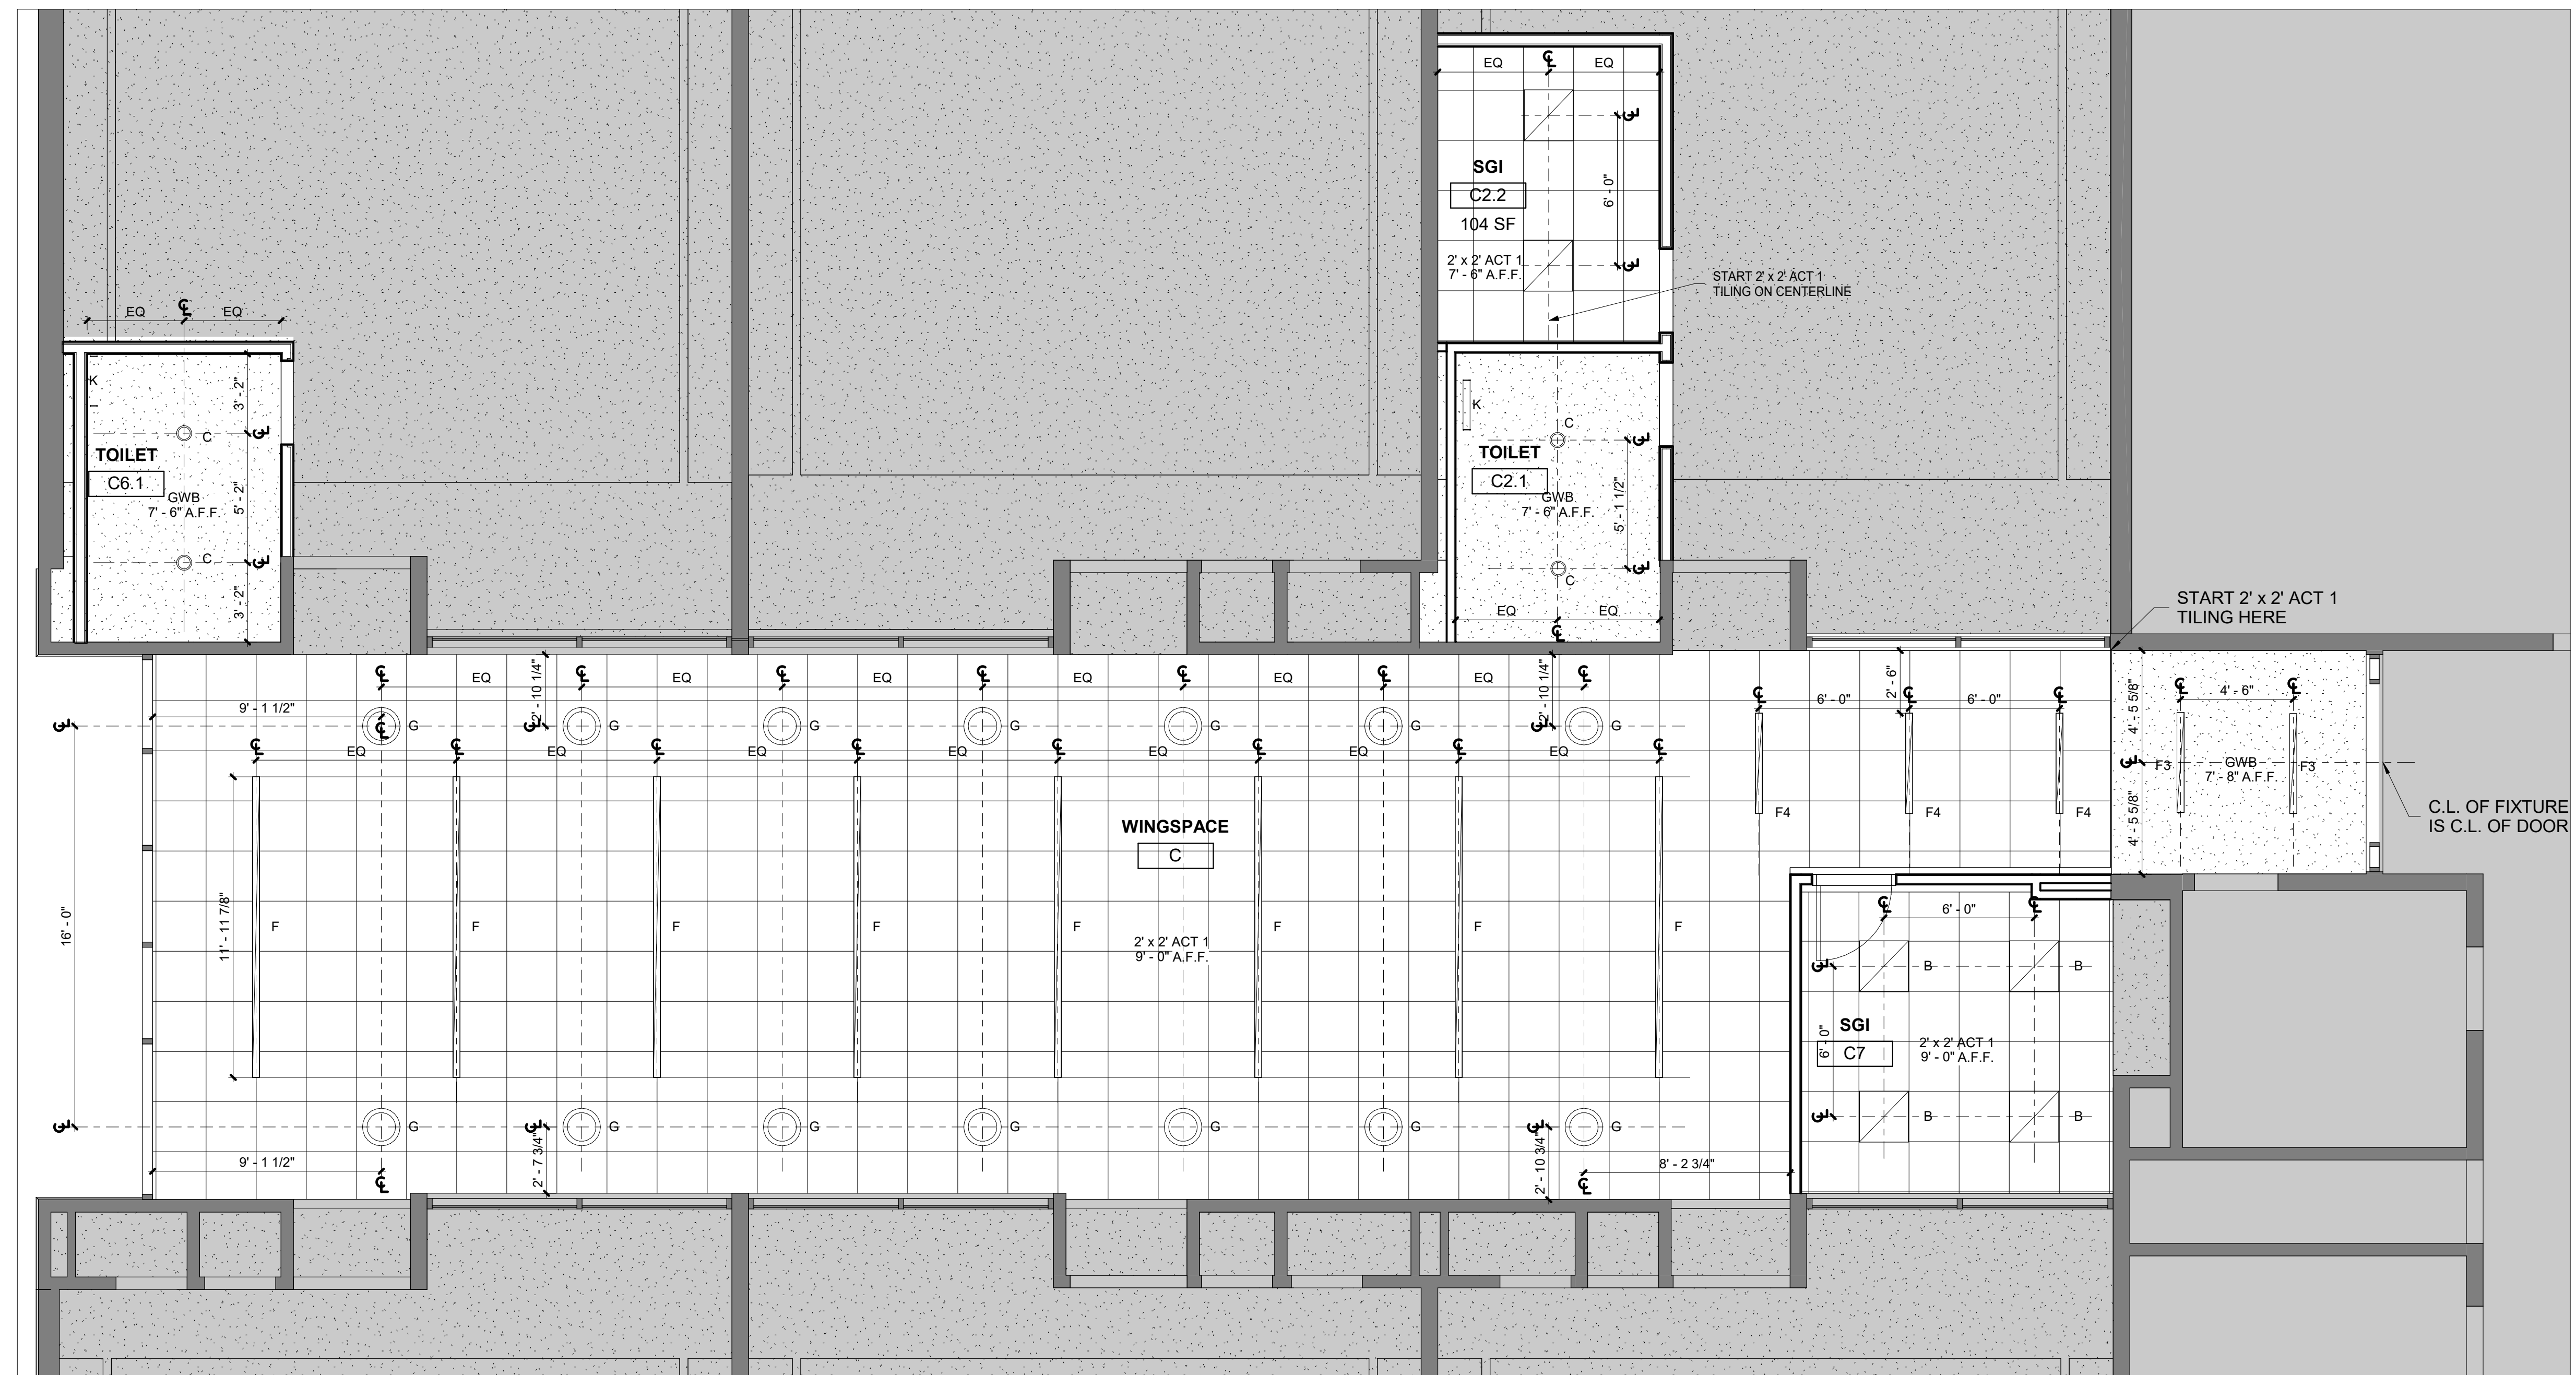 EQ
℄
EQ
℄
SGI
C2.2
104 SF
6' - 0"
2' x 2' ACT 1
7' - 6" A.F.F.
℄
START 2' x 2' ACT 1
TILING ON CENTERLINE
EQ
℄
EQ
K
3' - 2"
C
℄
TOILET
C6.1
GWB
7' - 6" A.F.F.
5' - 2"
C
℄
3' - 2"
K
C
℄
TOILET
C2.1
GWB
7' - 6" A.F.F.
5' - 1 1/2"
℄
C
EQ
EQ
℄
START 2' x 2' ACT 1
TILING HERE
℄
EQ
℄
EQ
℄
EQ
℄
EQ
℄
EQ
℄
EQ
℄
2' - 10 1/4"
2' - 10 1/4"
9' - 1 1/2"
℄
℄
G
℄
G
G
G
G
G
℄
G
℄
EQ
℄
EQ
℄
EQ
℄
EQ
℄
EQ
℄
EQ
℄
EQ
℄
℄
6' - 0"
2' - 6"
℄
6' - 0"
℄
F4
F4
F4
4' - 5 5/8"
℄
4' - 6"
℄
℄
F3
GWB
7' - 8" A.F.F.
F3
4' - 5 5/8"
C.L. OF FIXTURE
IS C.L. OF DOOR
WINGSPACE
C
16' - 0"
11' - 11 7/8"
F
F
F
F
F
F
F
F
2' x 2' ACT 1
9' - 0" A.F.F.
℄
6' - 0"
℄
℄
B
B
SGI
C7
6' - 0"
2' x 2' ACT 1
9' - 0" A.F.F.
℄
B
B
℄
G
℄
G
G
G
G
G
℄
G
9' - 1 1/2"
℄
2' - 7 3/4"
2' - 10 3/4"
℄
8' - 2 3/4"